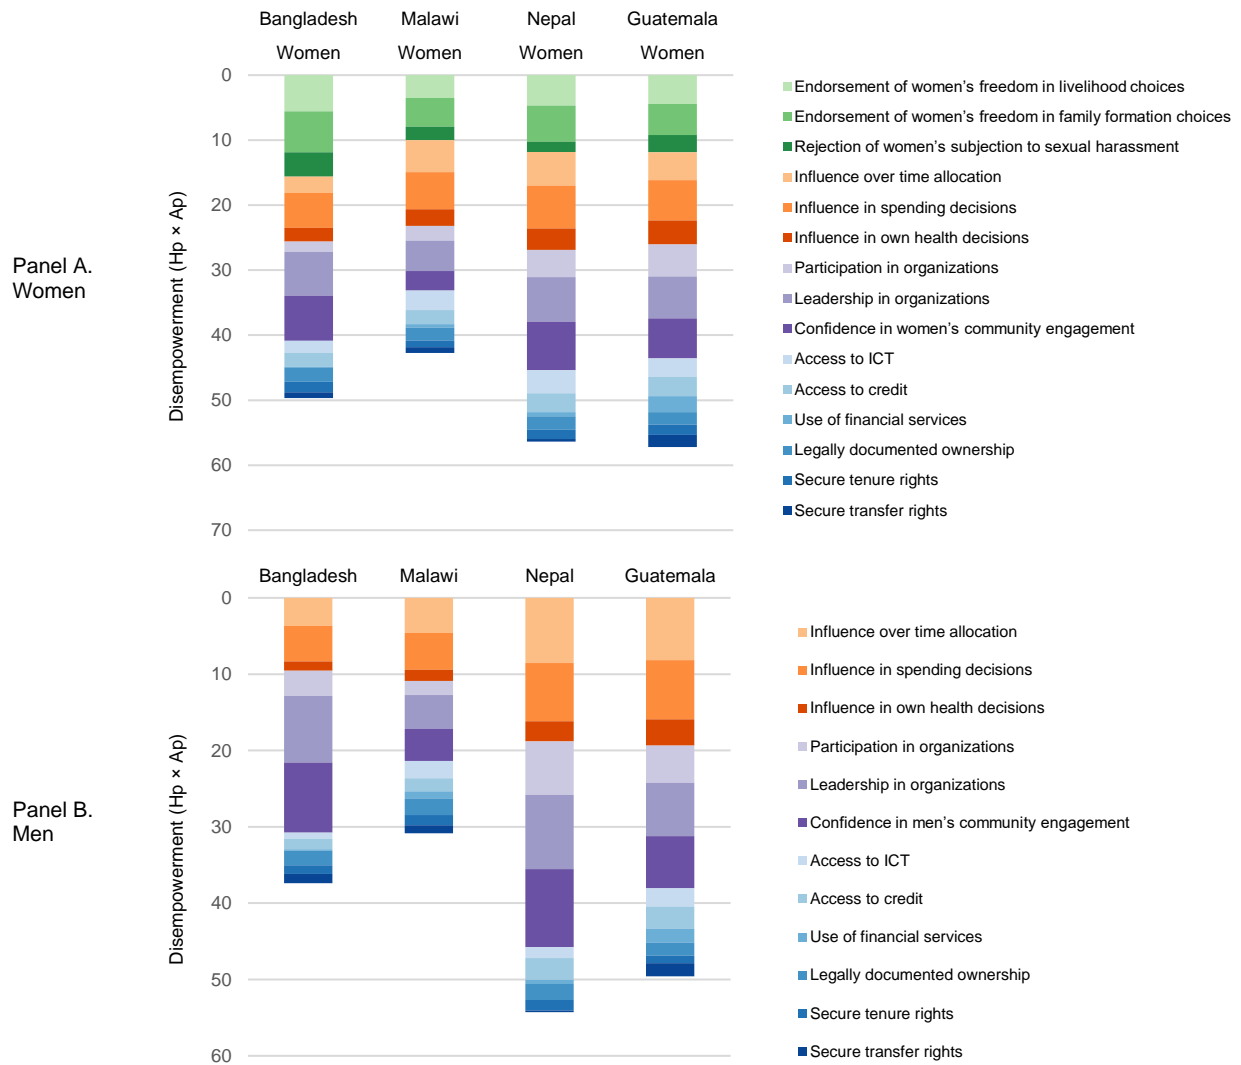 Bangladesh Malawi Nepal Guatemala
Women Women Women Women
0
10
20
30
40
50
60
70
Disempowerment (Hp × Ap)
Panel A.
Women
Endorsement of women’s freedom in livelihood choices
Endorsement of women’s freedom in family formation choices
Rejection of women’s subjection to sexual harassment
Influence over time allocation
Influence in spending decisions
Influence in own health decisions
Participation in organizations
Leadership in organizations
Confidence in women’s community engagement
Access to ICT
Access to credit
Use of financial services
Legally documented ownership
Secure tenure rights
Secure transfer rights
Bangladesh Malawi Nepal Guatemala
0
10
20
30
40
50
60
Disempowerment (Hp × Ap)
Panel B.
Men
Influence over time allocation
Influence in spending decisions
Influence in own health decisions
Participation in organizations
Leadership in organizations
Confidence in men’s community engagement
Access to ICT
Access to credit
Use of financial services
Legally documented ownership
Secure tenure rights
Secure transfer rights